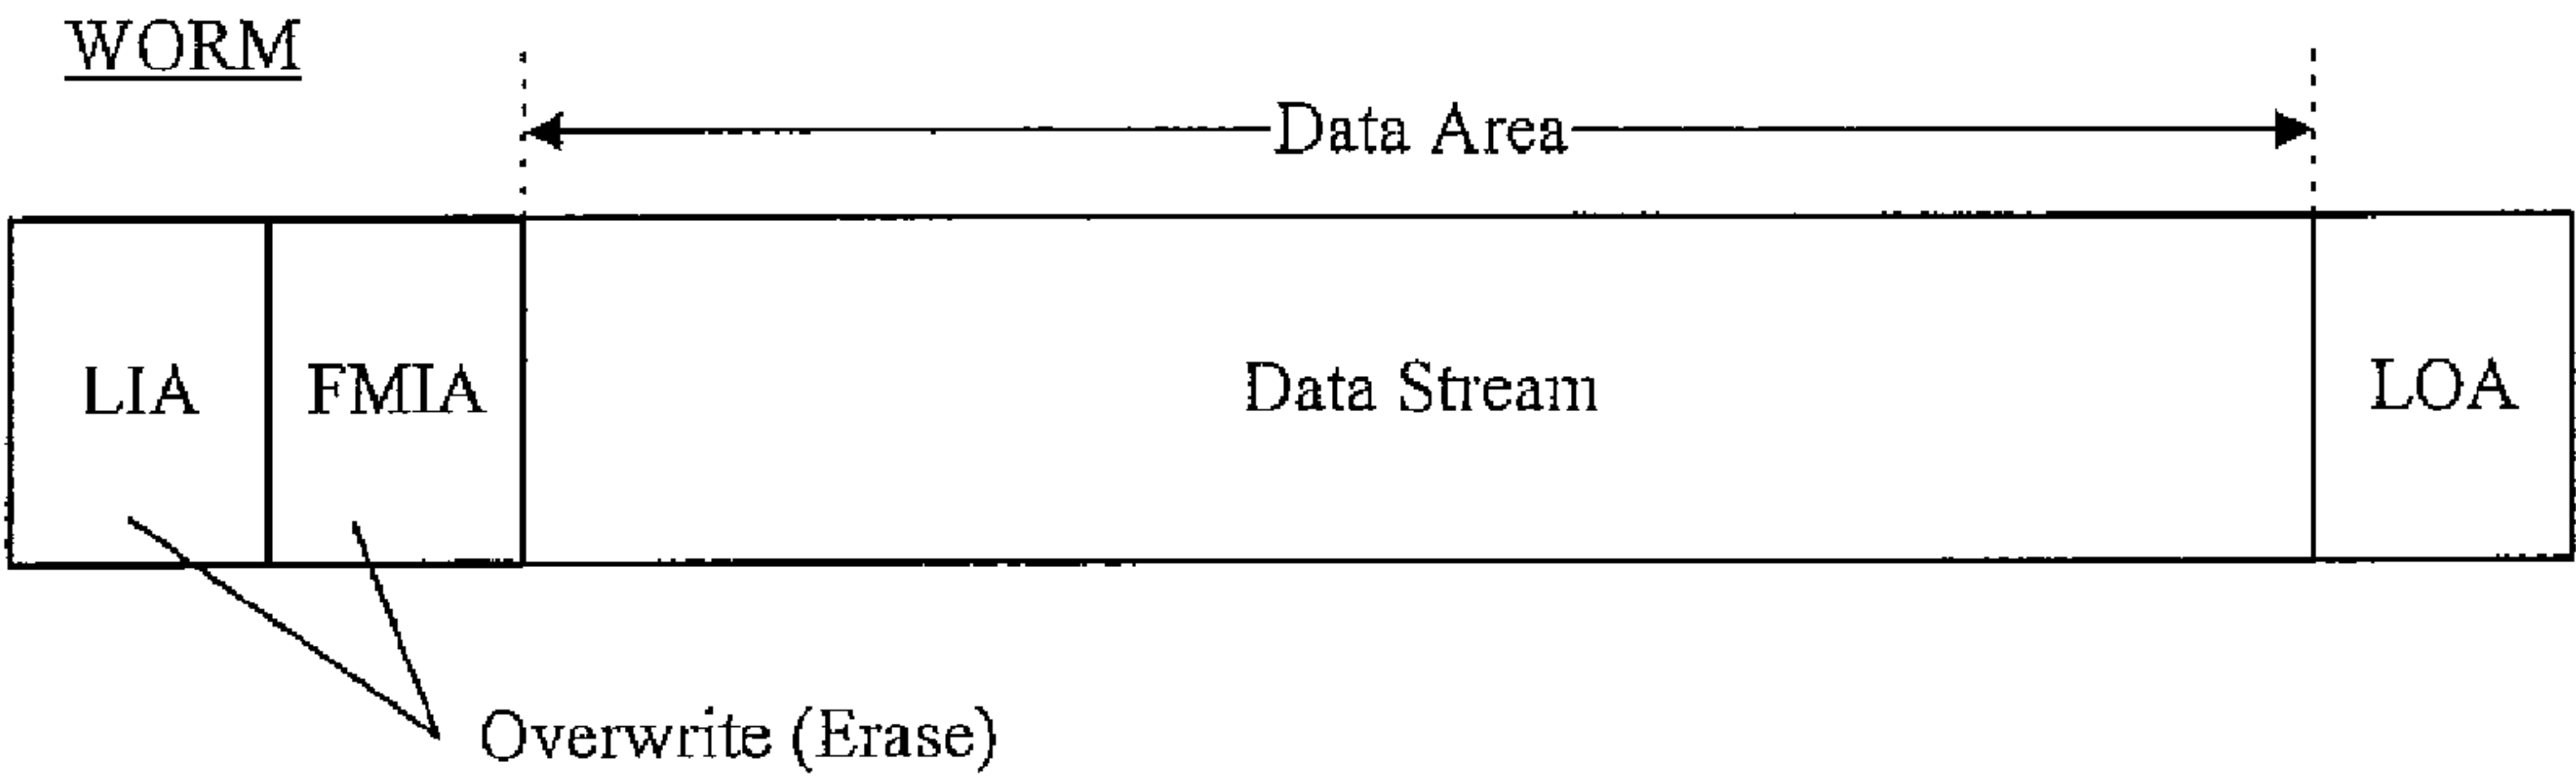 WORM
Data Area
LIA
FMIA
Data Stream
LOA
Overwrite (Erase)